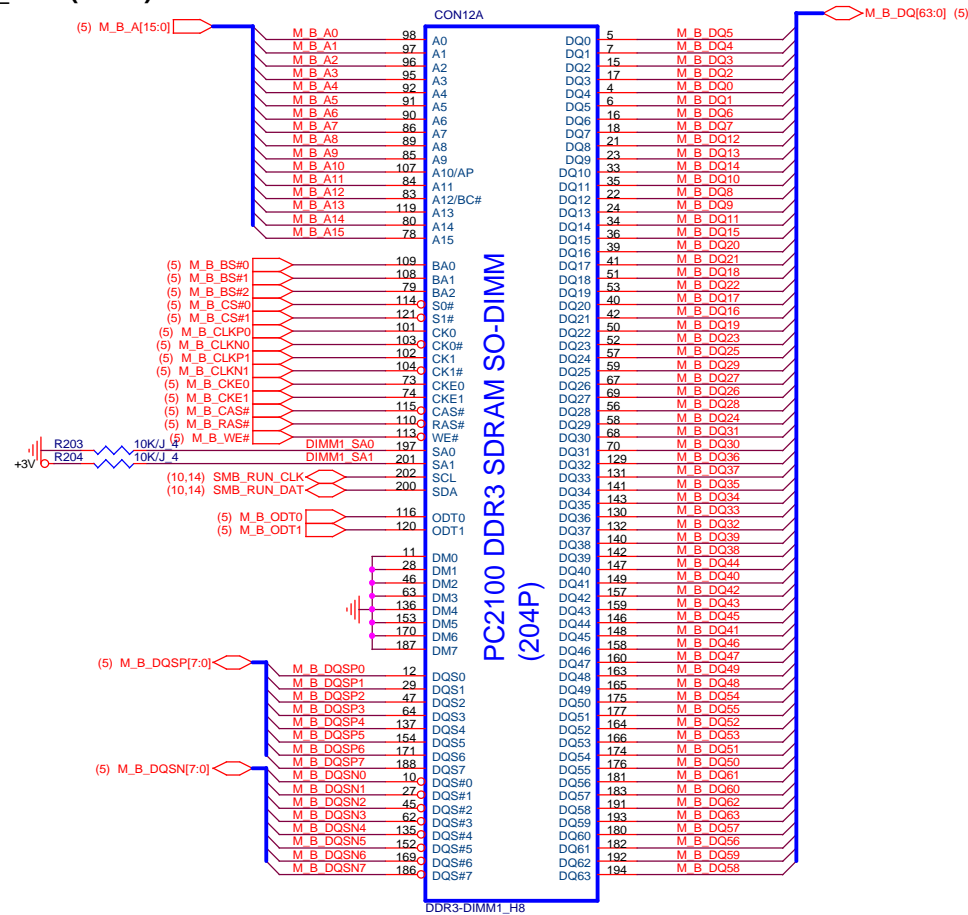 CON12A
(5) M_B_A[15:0]
M_B_A0 98 A0
M_B_A1 97 A1
M_B_A2 96 A2
M_B_A3 95 A3
M_B_A4 92 A4
M_B_A5 91 A5
M_B_A6 90 A6
M_B_A7 86 A7
M_B_A8 89 A8
M_B_A9 85 A9
M_B_A10 107 A10/AP
M_B_A11 84 A11
M_B_A12 83 A12/BC#
M_B_A13 119 A13
M_B_A14 80 A14
M_B_A15 78 A15
(5) M_B_BS#0 109 BA0
(5) M_B_BS#1 108 BA1
(5) M_B_BS#2 79 BA2
(5) M_B_CS#0 114 S0#
(5) M_B_CS#1 121 S1#
(5) M_B_CLKP0 101 CK0
(5) M_B_CLKN0 103 CK0#
(5) M_B_CLKP1 102 CK1
(5) M_B_CLKN1 104 CK1#
(5) M_B_CKE0 73 CKE0
(5) M_B_CKE1 74 CKE1
(5) M_B_CAS# 115 CAS#
(5) M_B_RAS# 110 RAS#
(5) M_B_WE# 113 WE#
R203 10K/J_4 DIMM1_SA0 197 SA0
+3V R204 10K/J_4 DIMM1_SA1 201 SA1
(10,14) SMB_RUN_CLK 202 SCL
(10,14) SMB_RUN_DAT 200 SDA
(5) M_B_ODT0 116 ODT0
(5) M_B_ODT1 120 ODT1
11 DM0
28 DM1
46 DM2
63 DM3
136 DM4
153 DM5
170 DM6
187 DM7
(5) M_B_DQSP[7:0]
M_B_DQSP0 12 DQS0
M_B_DQSP1 29 DQS1
M_B_DQSP2 47 DQS2
M_B_DQSP3 64 DQS3
M_B_DQSP4 137 DQS4
M_B_DQSP5 154 DQS5
M_B_DQSP6 171 DQS6
M_B_DQSP7 188 DQS7
(5) M_B_DQSN[7:0]
M_B_DQSN0 10 DQS#0
M_B_DQSN1 27 DQS#1
M_B_DQSN2 45 DQS#2
M_B_DQSN3 62 DQS#3
M_B_DQSN4 135 DQS#4
M_B_DQSN5 152 DQS#5
M_B_DQSN6 169 DQS#6
M_B_DQSN7 186 DQS#7
PC2100 DDR3 SDRAM SO-DIMM
(204P)
M_B_DQ[63:0] (5)
DQ0 5 M_B_DQ5
DQ1 7 M_B_DQ4
DQ2 15 M_B_DQ3
DQ3 17 M_B_DQ2
DQ4 4 M_B_DQ0
DQ5 6 M_B_DQ1
DQ6 16 M_B_DQ6
DQ7 18 M_B_DQ7
DQ8 21 M_B_DQ12
DQ9 23 M_B_DQ13
DQ10 33 M_B_DQ14
DQ11 35 M_B_DQ10
DQ12 22 M_B_DQ8
DQ13 24 M_B_DQ9
DQ14 34 M_B_DQ11
DQ15 36 M_B_DQ15
DQ16 39 M_B_DQ20
DQ17 41 M_B_DQ21
DQ18 51 M_B_DQ18
DQ19 53 M_B_DQ22
DQ20 40 M_B_DQ17
DQ21 42 M_B_DQ16
DQ22 50 M_B_DQ19
DQ23 52 M_B_DQ23
DQ24 57 M_B_DQ25
DQ25 59 M_B_DQ29
DQ26 67 M_B_DQ27
DQ27 69 M_B_DQ26
DQ28 56 M_B_DQ28
DQ29 58 M_B_DQ24
DQ30 68 M_B_DQ31
DQ31 70 M_B_DQ30
DQ32 129 M_B_DQ36
DQ33 131 M_B_DQ37
DQ34 141 M_B_DQ35
DQ35 143 M_B_DQ34
DQ36 130 M_B_DQ33
DQ37 132 M_B_DQ32
DQ38 140 M_B_DQ39
DQ39 142 M_B_DQ38
DQ40 147 M_B_DQ44
DQ41 149 M_B_DQ40
DQ42 157 M_B_DQ42
DQ43 159 M_B_DQ43
DQ44 146 M_B_DQ45
DQ45 148 M_B_DQ41
DQ46 158 M_B_DQ46
DQ47 160 M_B_DQ47
DQ48 163 M_B_DQ49
DQ49 165 M_B_DQ48
DQ50 175 M_B_DQ54
DQ51 177 M_B_DQ55
DQ52 164 M_B_DQ52
DQ53 166 M_B_DQ53
DQ54 174 M_B_DQ51
DQ55 176 M_B_DQ50
DQ56 181 M_B_DQ61
DQ57 183 M_B_DQ60
DQ58 191 M_B_DQ62
DQ59 193 M_B_DQ63
DQ60 180 M_B_DQ57
DQ61 182 M_B_DQ56
DQ62 192 M_B_DQ59
DQ63 194 M_B_DQ58
DDR3-DIMM1_H8